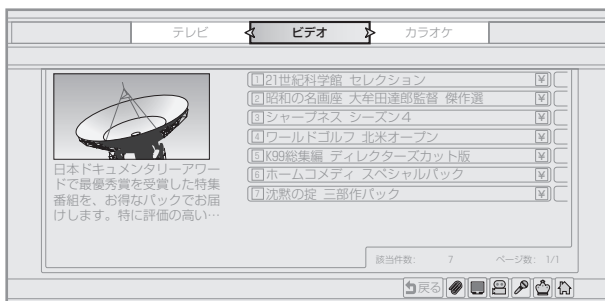 テレビ ビデオ カラオケ
1 21世紀科学館 セレクション ¥
2 昭和の名画座 大牟田達郎監督 傑作選 ¥
3 シャープネス シーズン4 ¥
4 ワールドゴルフ 北米オープン ¥
5 K99総集編 ディレクターズカット版 ¥
6 ホームコメディ スペシャルパック ¥
7 沈黙の掟 三部作パック ¥
日本ドキュメンタリーアワー
ドで最優秀賞を受賞した特集
番組を、お得なパックでお届
けします。特に評価の高い…
該当件数: 7 ページ数: 1/1
戻る